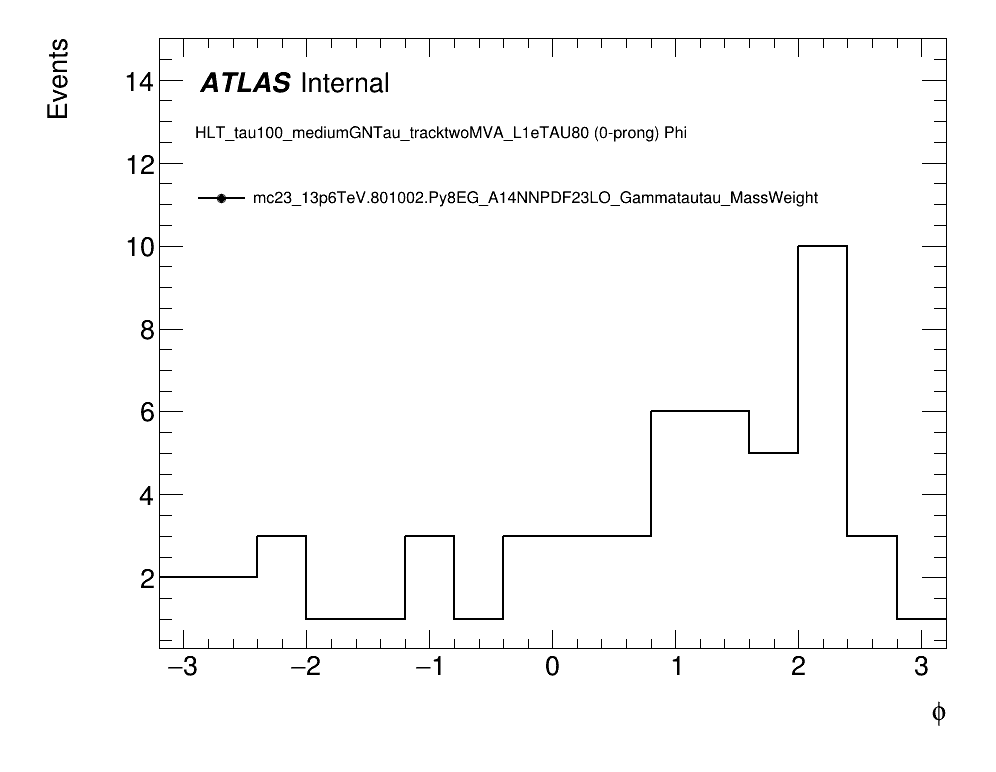 Events
14
12
10
8
6
4
2
ATLAS Internal
HLT_tau100_mediumGNTau_tracktwoMVA_L1eTAU80 (0-prong) Phi
mc23_13p6TeV.801002.Py8EG_A14NNPDF23LO_Gammatautau_MassWeight
−3 −2 −1 0 1 2 3
ϕ